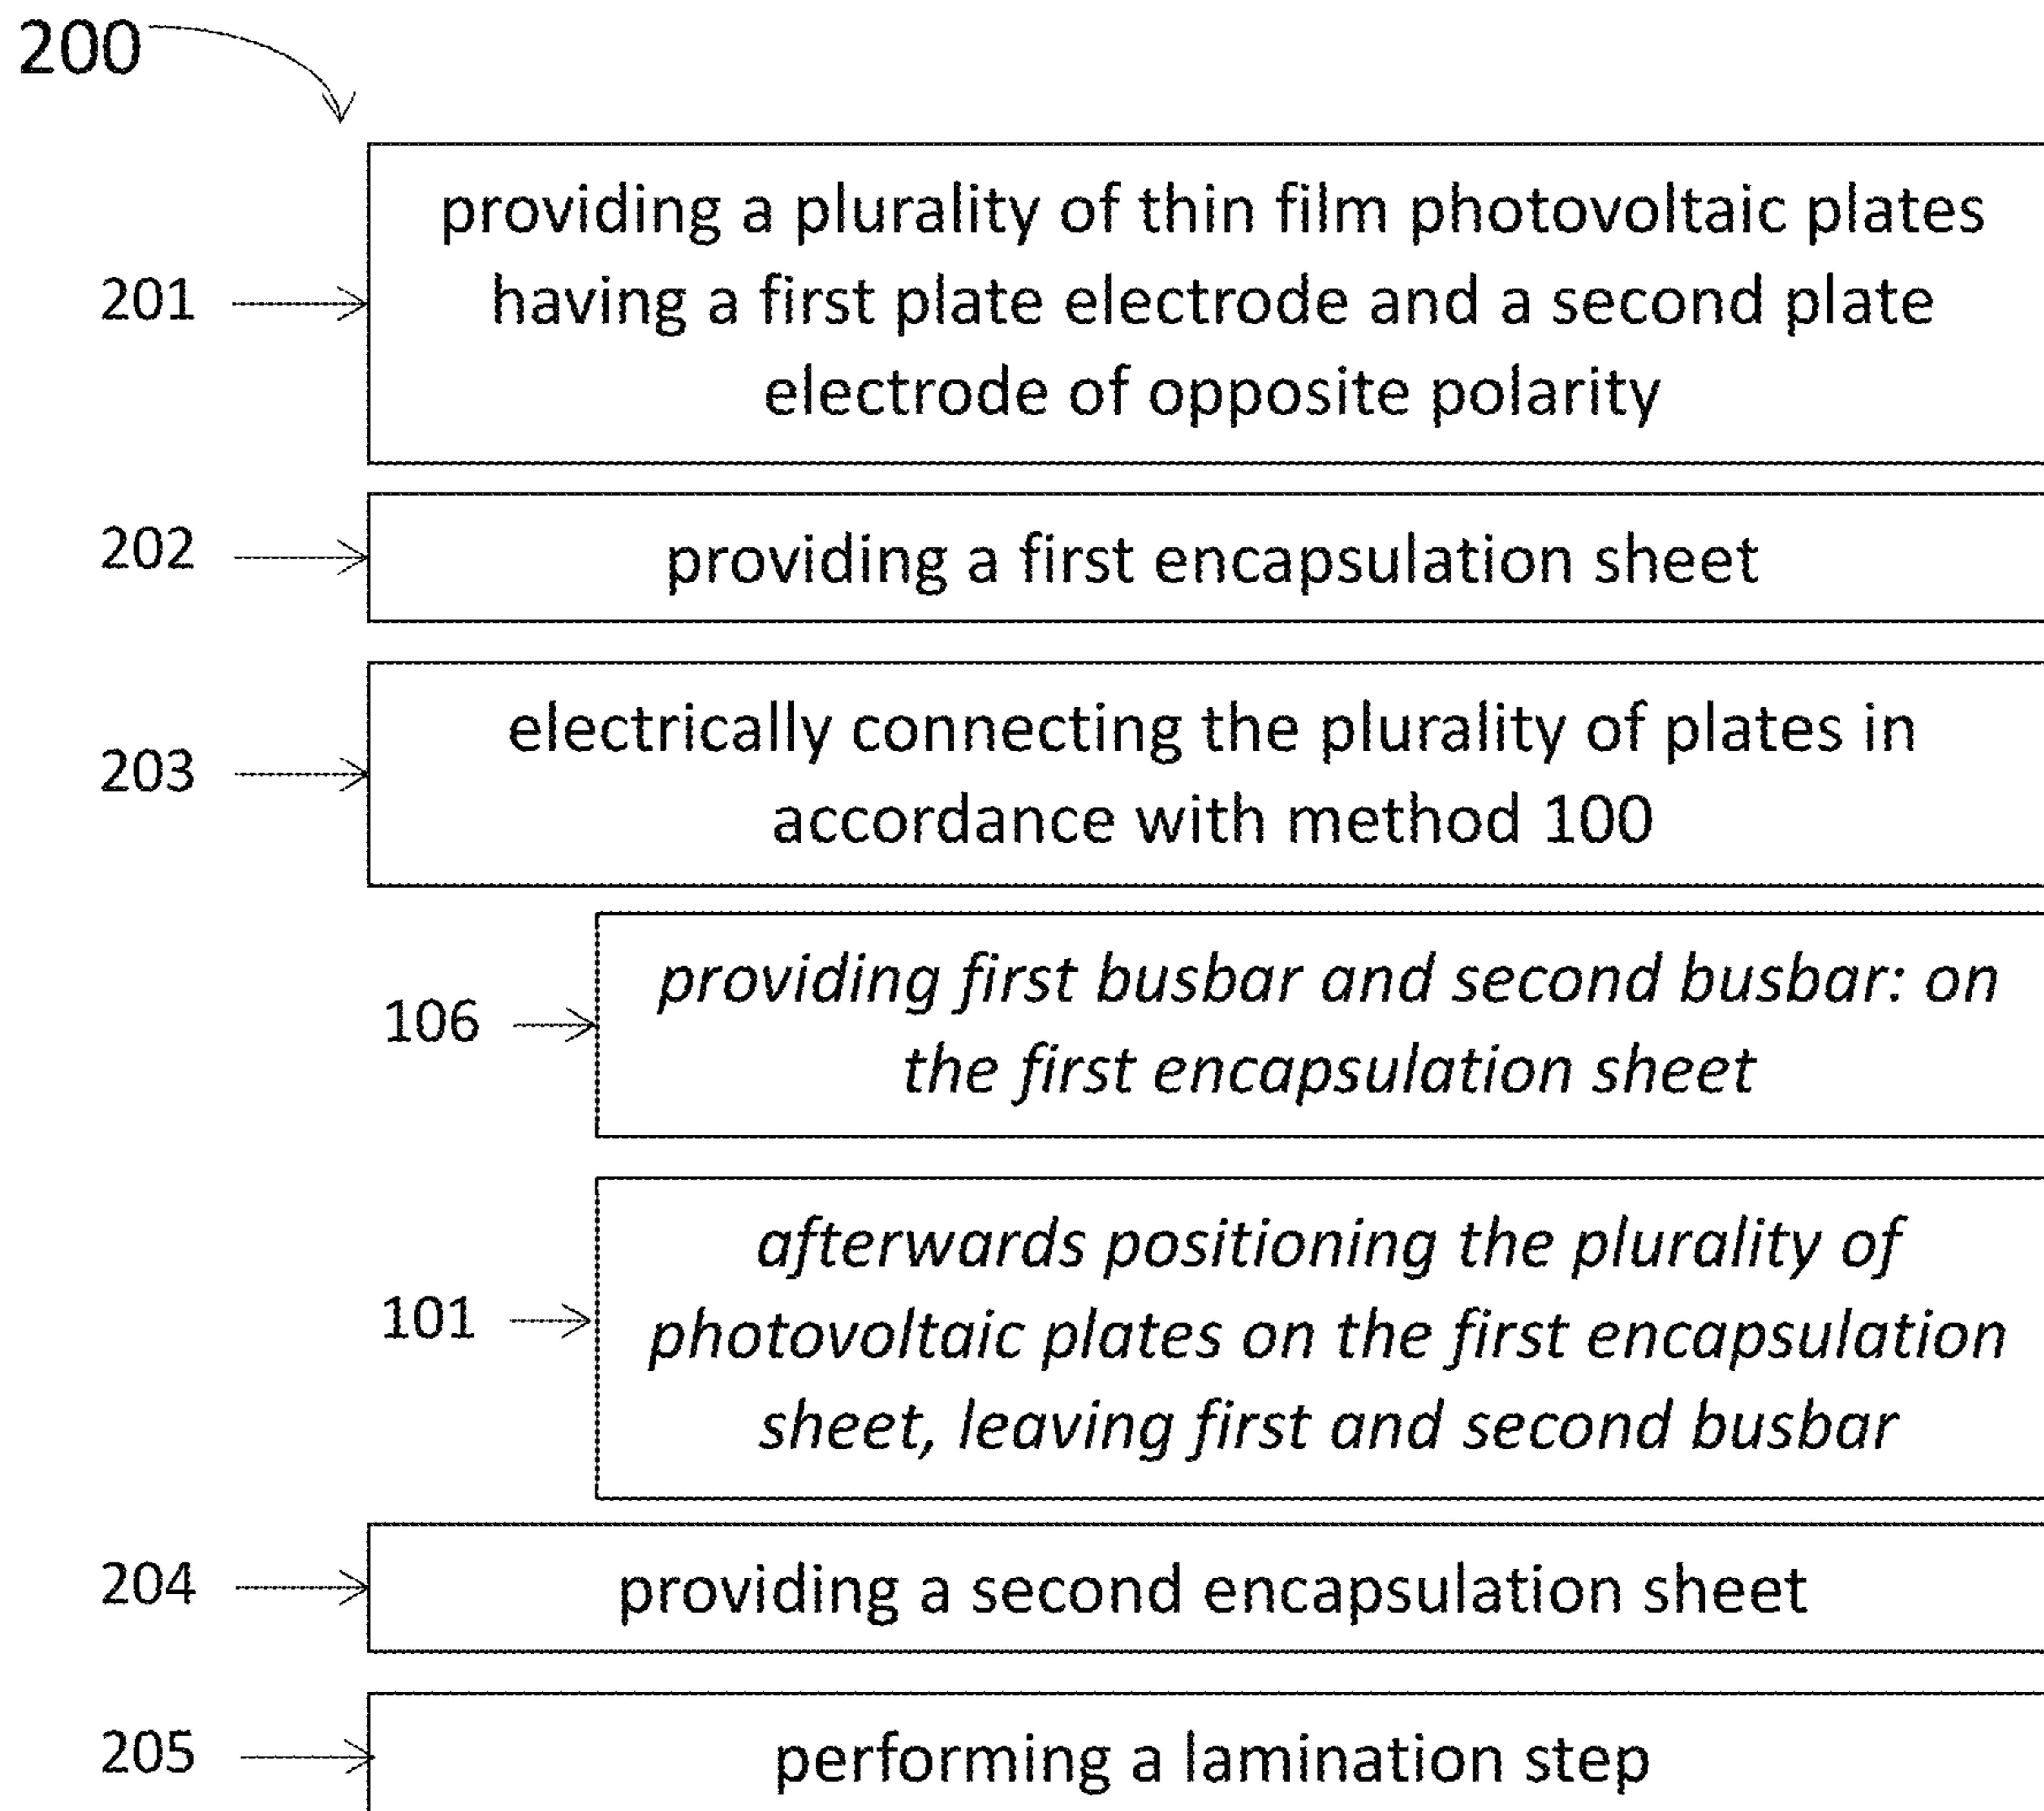 200
providing a plurality of thin film photovoltaic plates
201 having a first plate electrode and a second plate
electrode of opposite polarity
202 providing a first encapsulation sheet
electrically connecting the plurality of plates in
203 accordance with method 100
providing first busbar and second busbar: on
106 the first encapsulation sheet
afterwards positioning the plurality of
101 photovoltaic plates on the first encapsulation
sheet, leaving first and second busbar
204 providing a second encapsulation sheet
205 performing a lamination step